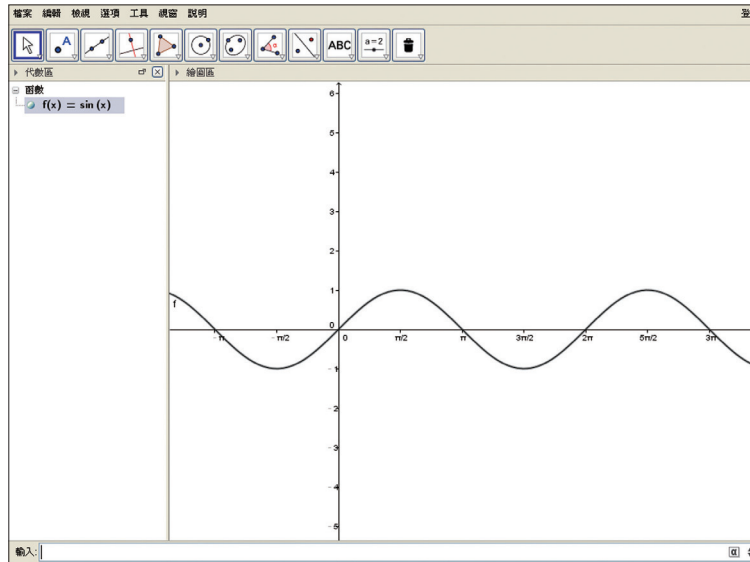 檔案 編輯 檢視 選項 工具 視窗 說明
A
α
ABC
a=2
代數區
繪圖區
函數
f(x) = sin (x)
6
5
4
3
2
1
0
f
-π -π/2 0 π/2 π 3π/2 2π 5π/2 3π
-1
-2
-3
-4
-5
輸入:
α